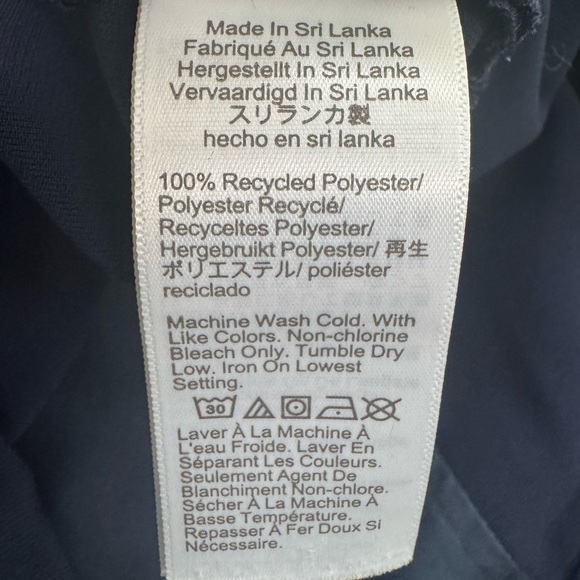 Made In Sri Lanka
Fabriqué Au Sri Lanka
Hergestellt In Sri Lanka
Vervaardigd In Sri Lanka
スリランカ製
hecho en sri lanka
100% Recycled Polyester/
Polyester Recyclé/
Recyceltes Polyester/
Hergebruikt Polyester/ 再生
ポリエステル/ poliéster
reciclado
Machine Wash Cold. With
Like Colors. Non-chlorine
Bleach Only. Tumble Dry
Low. Iron On Lowest
Setting.
30
Laver À La Machine À
L'eau Froide. Laver En
Séparant Les Couleurs.
Seulement Agent De
Blanchiment Non-chlore.
Sécher À La Machine À
Basse Température.
Repasser À Fer Doux Si
Nécessaire.